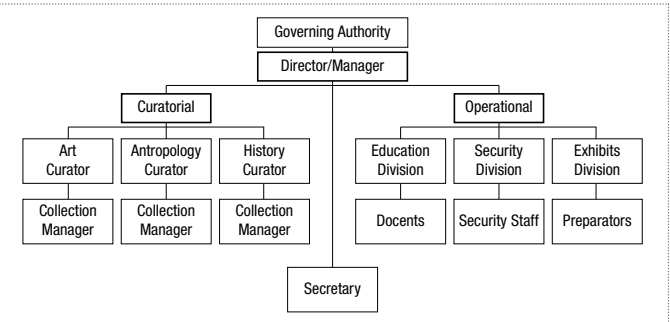 Governing Authority
Director/Manager
Curatorial
Operational
Art
Curator
Antropology
Curator
History
Curator
Education
Division
Security
Division
Exhibits
Division
Collection
Manager
Collection
Manager
Collection
Manager
Docents
Security Staff
Preparators
Secretary